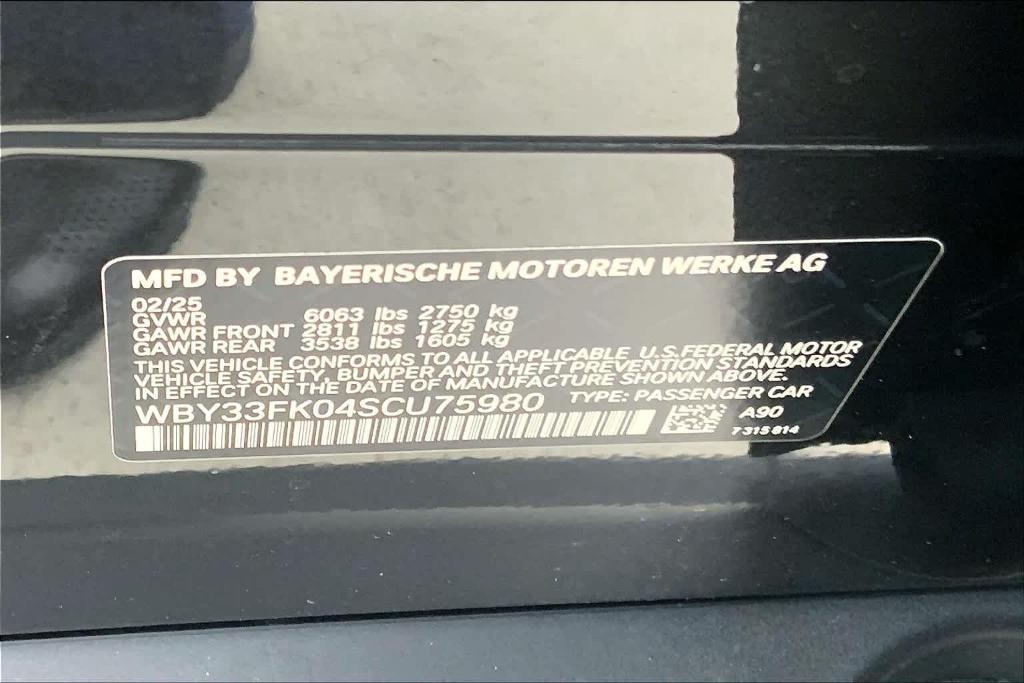 MFD BY BAYERISCHE MOTOREN WERKE AG
02/25
GVWR 6063 lbs 2750 kg
GAWR FRONT 2811 lbs 1275 kg
GAWR REAR 3538 lbs 1605 kg
THIS VEHICLE CONFORMS TO ALL APPLICABLE U.S. FEDERAL MOTOR
VEHICLE SAFETY, BUMPER AND THEFT PREVENTION STANDARDS
IN EFFECT ON THE DATE OF MANUFACTURE SHOWN ABOVE.
WBY33FK04SCU75980 TYPE: PASSENGER CAR
A90
7 315 814